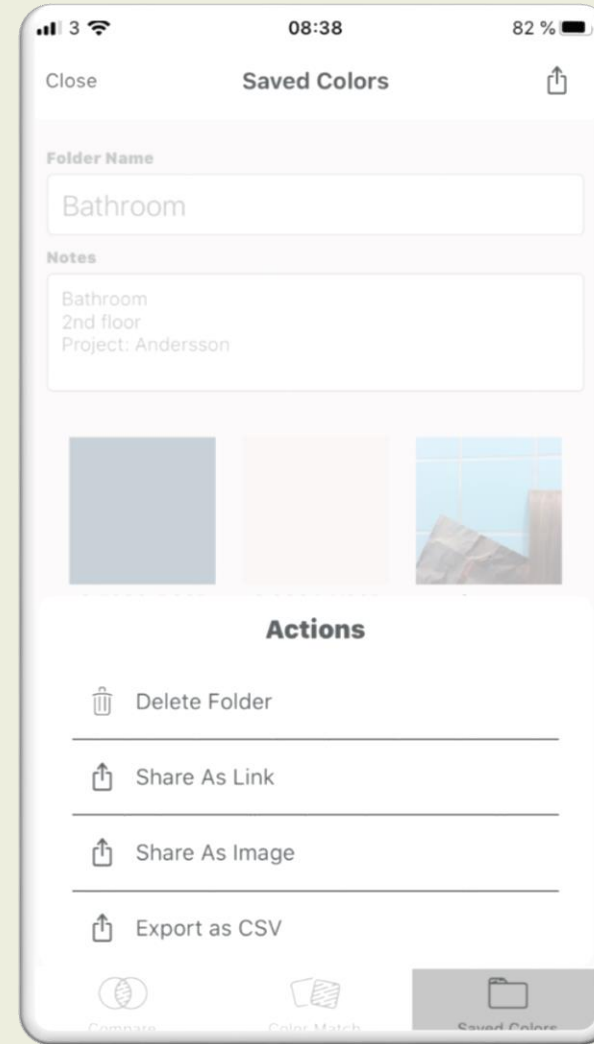 3
08:38
82 %
Close
Saved Colors
Folder Name
Bathroom
Notes
Bathroom
2nd floor
Project: Andersson
Actions
Delete Folder
Share As Link
Share As Image
Export as CSV
Compare
Color Match
Saved Colors